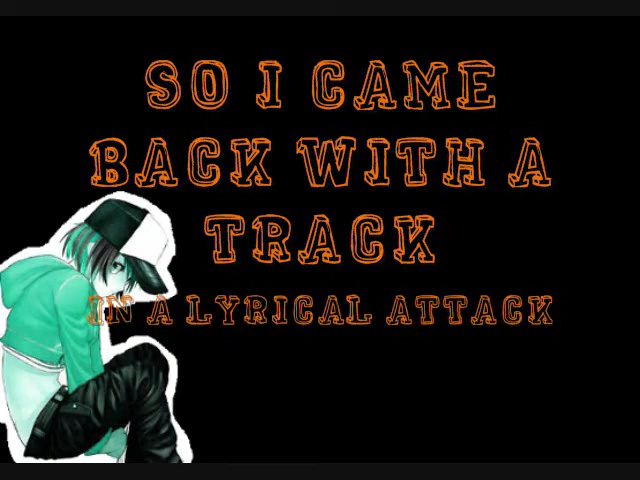 SO I CAME
BACK WITH A
TRACK
IN A LYRICAL ATTACK